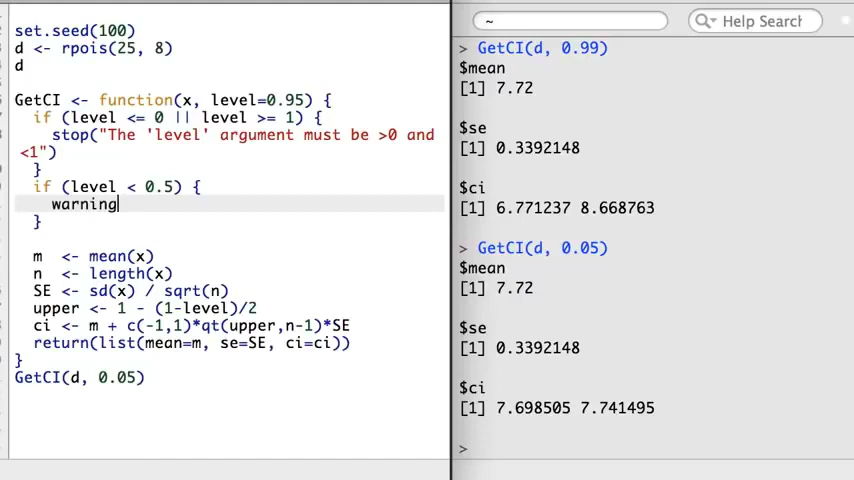 set.seed(100)
d <- rpois(25, 8)
d
GetCI <- function(x, level=0.95) {
if (level <= 0 || level >= 1) {
stop("The 'level' argument must be >0 and
<1")
}
if (level < 0.5) {
warning
}
m <- mean(x)
n <- length(x)
SE <- sd(x) / sqrt(n)
upper <- 1 - (1-level)/2
ci <- m + c(-1,1)*qt(upper,n-1)*SE
return(list(mean=m, se=SE, ci=ci))
}
GetCI(d, 0.05)
~
Help Search
> GetCI(d, 0.99)
$mean
[1] 7.72
$se
[1] 0.3392148
$ci
[1] 6.771237 8.668763
> GetCI(d, 0.05)
$mean
[1] 7.72
$se
[1] 0.3392148
$ci
[1] 7.698505 7.741495
>